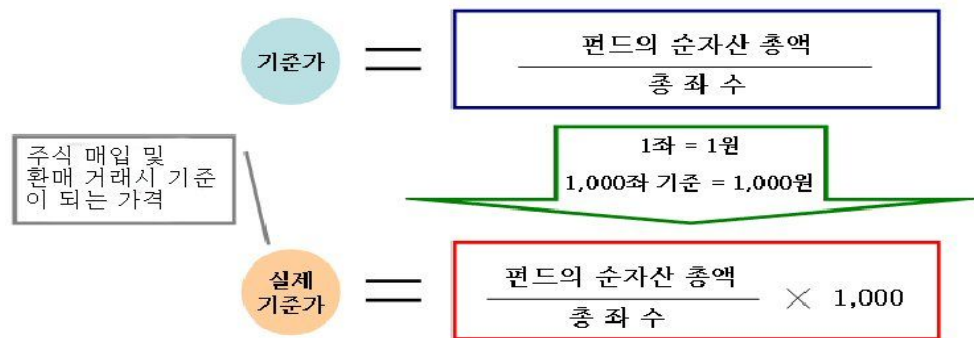 기준가
펀드의 순자산 총액
총 좌 수
주식 매입 및
환매 거래시 기준
이 되는 가격
1좌 = 1원
1,000좌 기준 = 1,000원
실제
기준가
펀드의 순자산 총액
총 좌 수
× 1,000